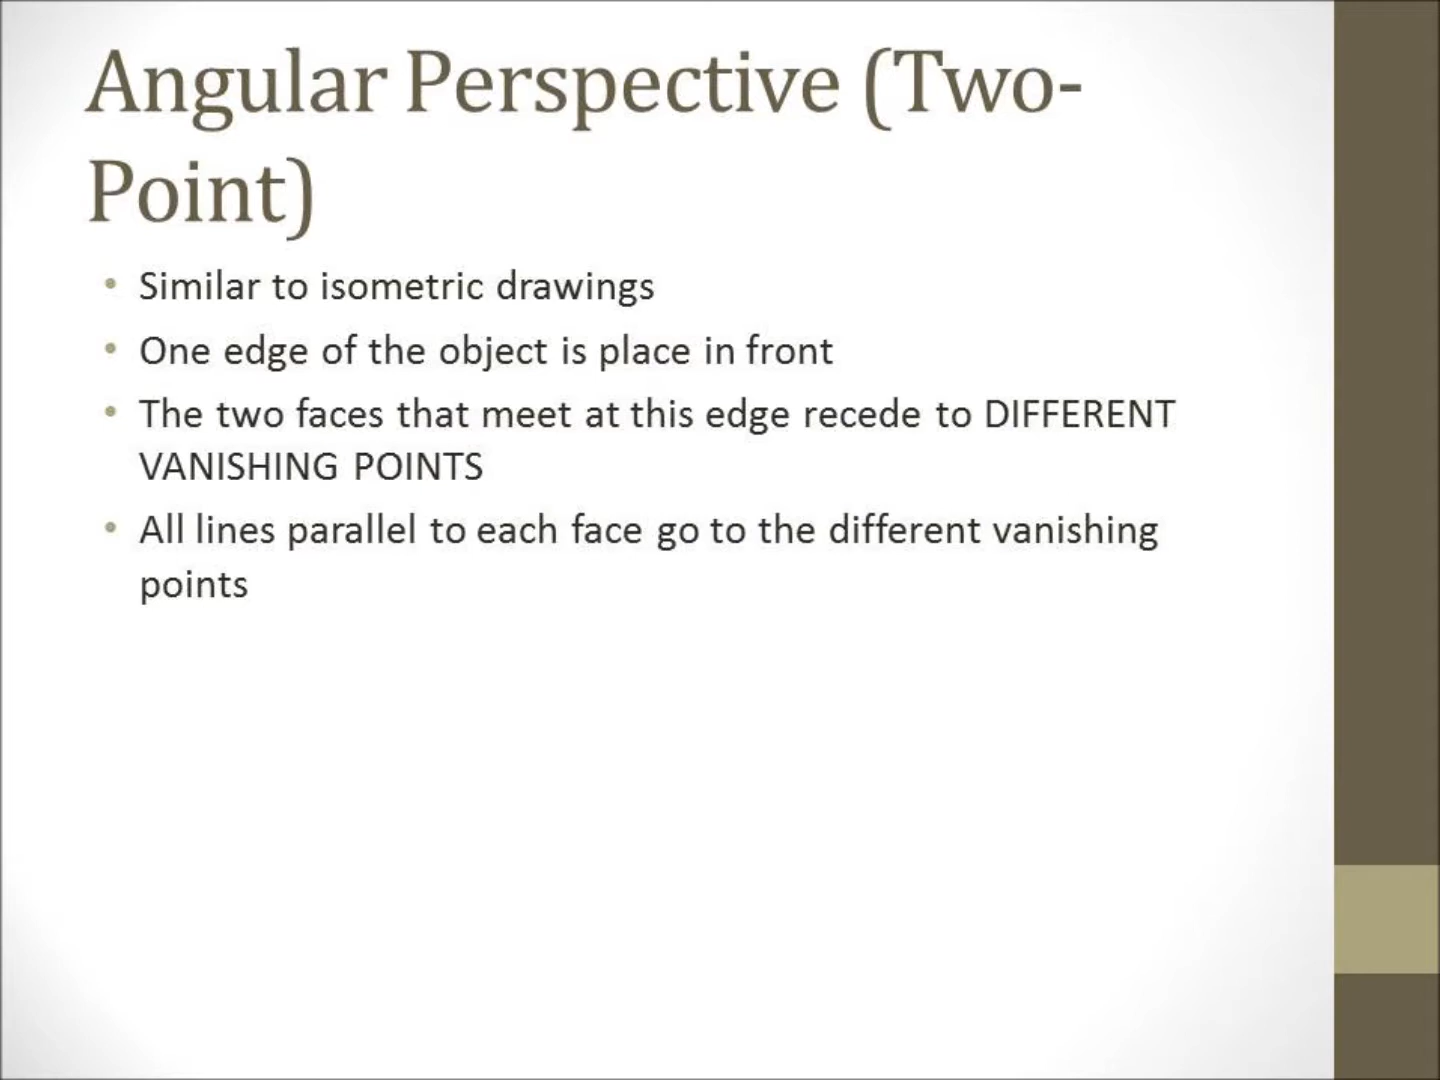 Angular Perspective (Two-
Point)
• Similar to isometric drawings
• One edge of the object is place in front
• The two faces that meet at this edge recede to DIFFERENT
VANISHING POINTS
• All lines parallel to each face go to the different vanishing
points